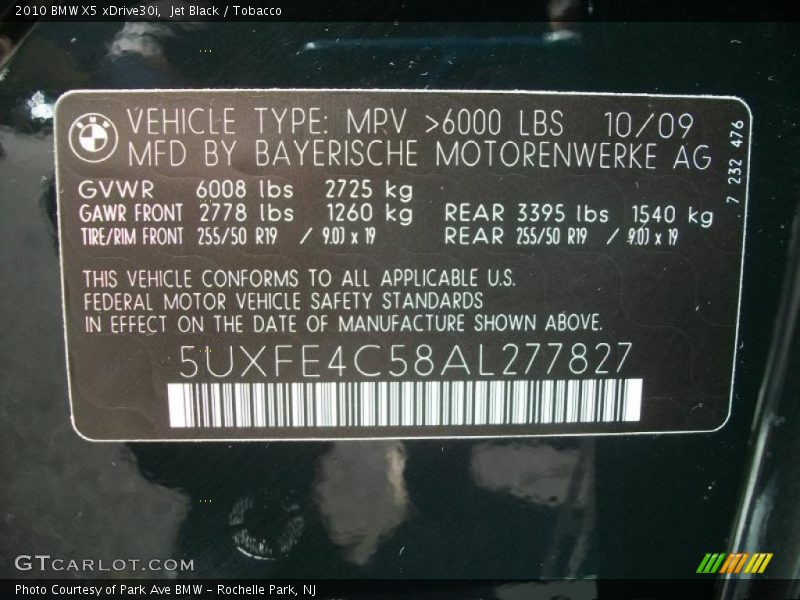 2010 BMW X5 xDrive30i, Jet Black / Tobacco
VEHICLE TYPE: MPV >6000 LBS 10/09
MFD BY BAYERISCHE MOTORENWERKE AG
7 232 476
GVWR 6008 lbs 2725 kg
GAWR FRONT 2778 lbs 1260 kg REAR 3395 lbs 1540 kg
TIRE/RIM FRONT 255/50 R19 / 9.0J x 19 REAR 255/50 R19 / 9.0J x 19
THIS VEHICLE CONFORMS TO ALL APPLICABLE U.S.
FEDERAL MOTOR VEHICLE SAFETY STANDARDS
IN EFFECT ON THE DATE OF MANUFACTURE SHOWN ABOVE.
5UXFE4C58AL277827
GTCARLOT.COM
Photo Courtesy of Park Ave BMW - Rochelle Park, NJ